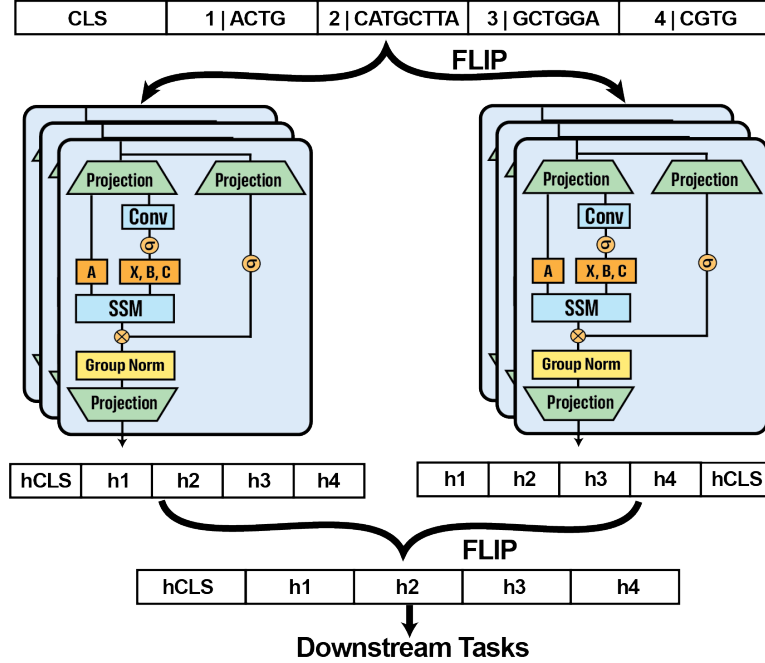 CLS 1 | ACTG 2 | CATGCTTA 3 | GCTGGA 4 | CGTG
FLIP
Projection Projection
Conv
σ
A X, B, C
σ
SSM
⊗
Group Norm
Projection
Projection Projection
Conv
σ
A X, B, C
σ
SSM
⊗
Group Norm
Projection
hCLS h1 h2 h3 h4
h1 h2 h3 h4 hCLS
FLIP
hCLS h1 h2 h3 h4
Downstream Tasks